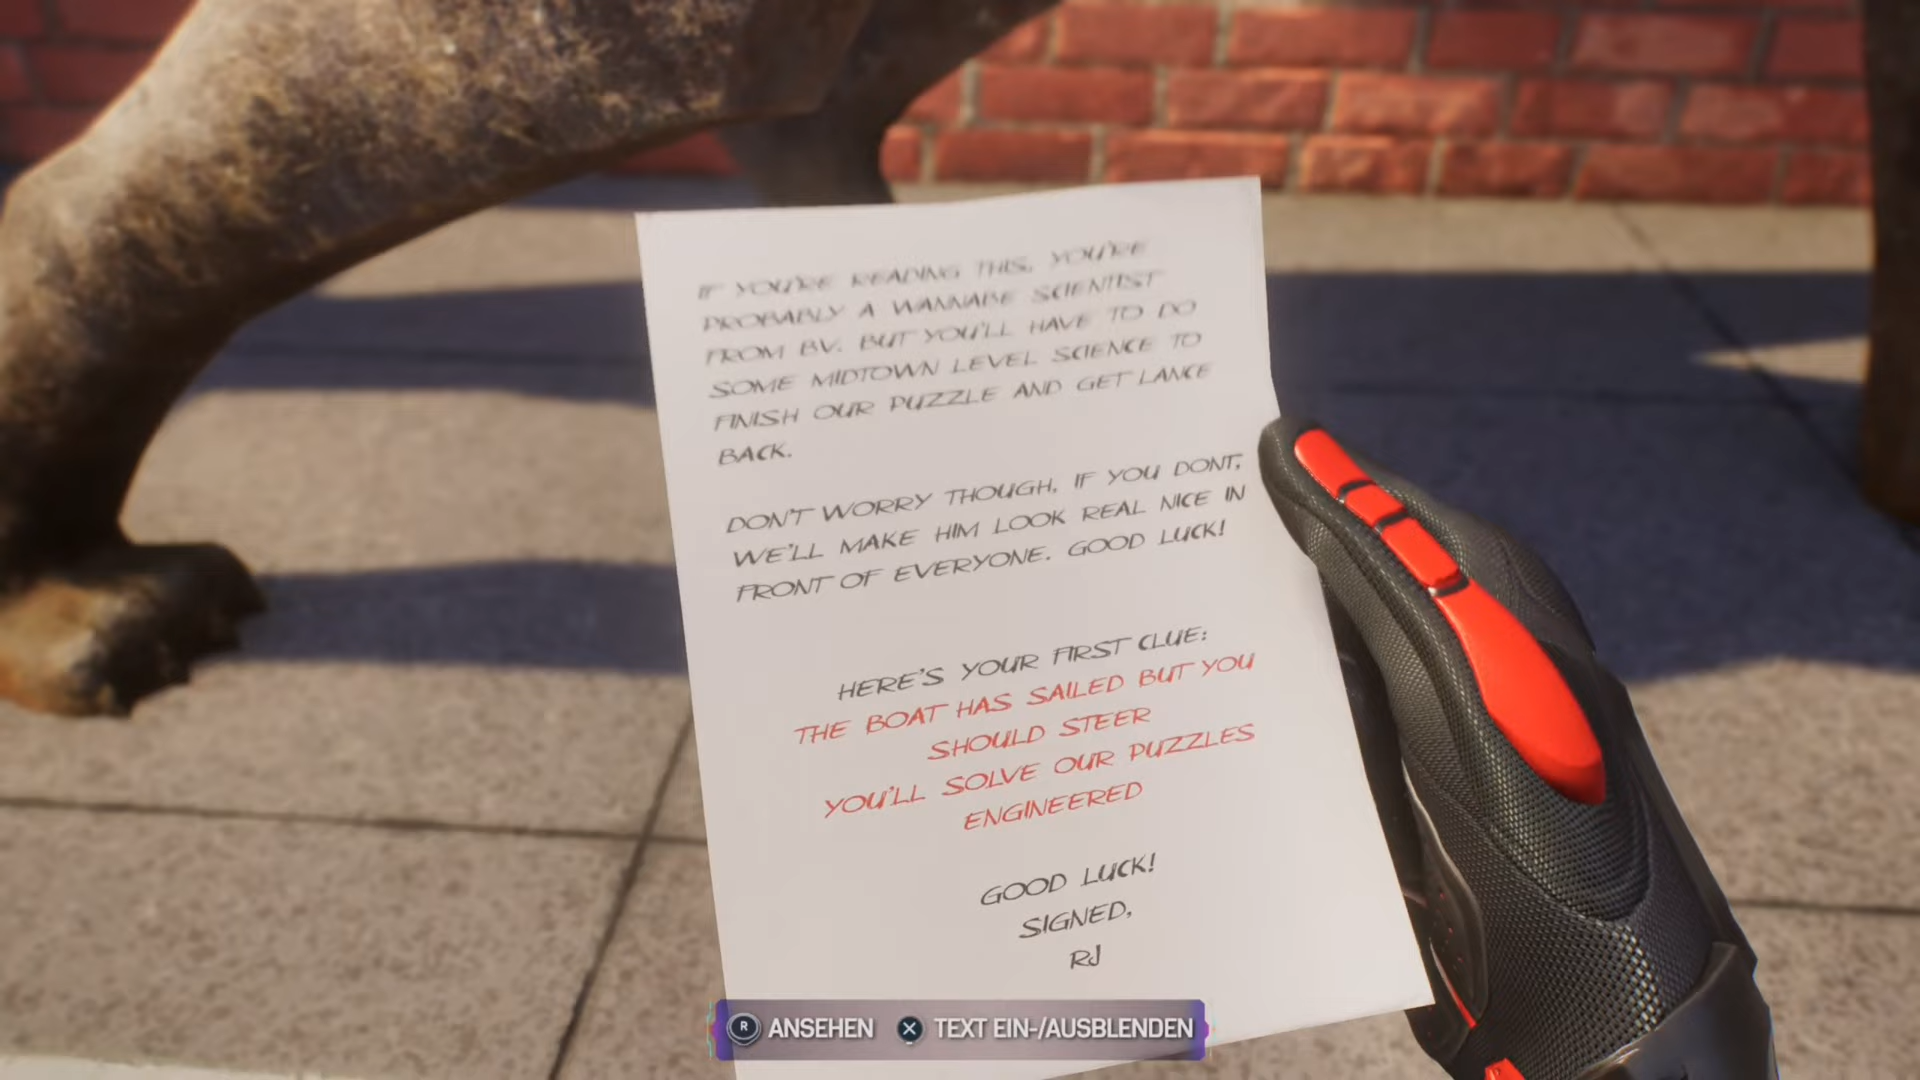 IF YOU'RE READING THIS, YOU'RE
PROBABLY A WANNABE SCIENTIST
FROM BV. BUT YOU'LL HAVE TO DO
SOME MIDTOWN LEVEL SCIENCE TO
FINISH OUR PUZZLE AND GET LANCE
BACK.
DON'T WORRY THOUGH, IF YOU DONT,
WE'LL MAKE HIM LOOK REAL NICE IN
FRONT OF EVERYONE. GOOD LUCK!
HERE'S YOUR FIRST CLUE:
THE BOAT HAS SAILED BUT YOU
SHOULD STEER
YOU'LL SOLVE OUR PUZZLES
ENGINEERED
GOOD LUCK!
SIGNED,
RJ
R ANSEHEN X TEXT EIN-/AUSBLENDEN